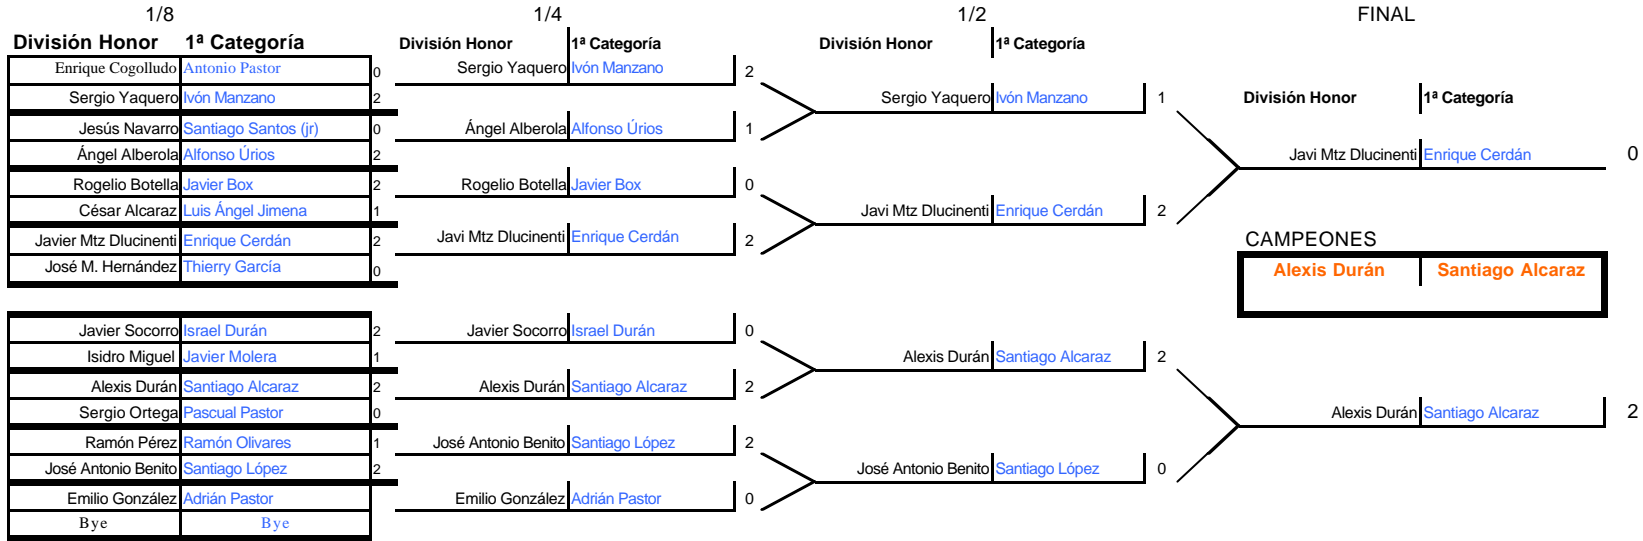 1/8 1/4 1/2 FINAL
División Honor 1ª Categoría División Honor 1ª Categoría División Honor 1ª Categoría
Enrique Cogolludo Antonio Pastor 0 Sergio Yaquero Ivón Manzano 2
Sergio Yaquero Ivón Manzano 2 Sergio Yaquero Ivón Manzano 1 División Honor 1ª Categoría
Jesús Navarro Santiago Santos (jr) 0 Ángel Alberola Alfonso Úrios 1
Ángel Alberola Alfonso Úrios 2 Javi Mtz Dlucinenti Enrique Cerdán 0
Rogelio Botella Javier Box 2 Rogelio Botella Javier Box 0
César Alcaraz Luis Ángel Jimena 1 Javi Mtz Dlucinenti Enrique Cerdán 2
Javier Mtz Dlucinenti Enrique Cerdán 2 Javi Mtz Dlucinenti Enrique Cerdán 2 CAMPEONES
José M. Hernández Thierry García 0 Alexis Durán Santiago Alcaraz
Javier Socorro Israel Durán 2 Javier Socorro Israel Durán 0
Isidro Miguel Javier Molera 1 Alexis Durán Santiago Alcaraz 2
Alexis Durán Santiago Alcaraz 2 Alexis Durán Santiago Alcaraz 2
Sergio Ortega Pascual Pastor 0 Alexis Durán Santiago Alcaraz 2
Ramón Pérez Ramón Olivares 1 José Antonio Benito Santiago López 2
José Antonio Benito Santiago López 2 José Antonio Benito Santiago López 0
Emilio González Adrián Pastor Emilio González Adrián Pastor 0
Bye Bye